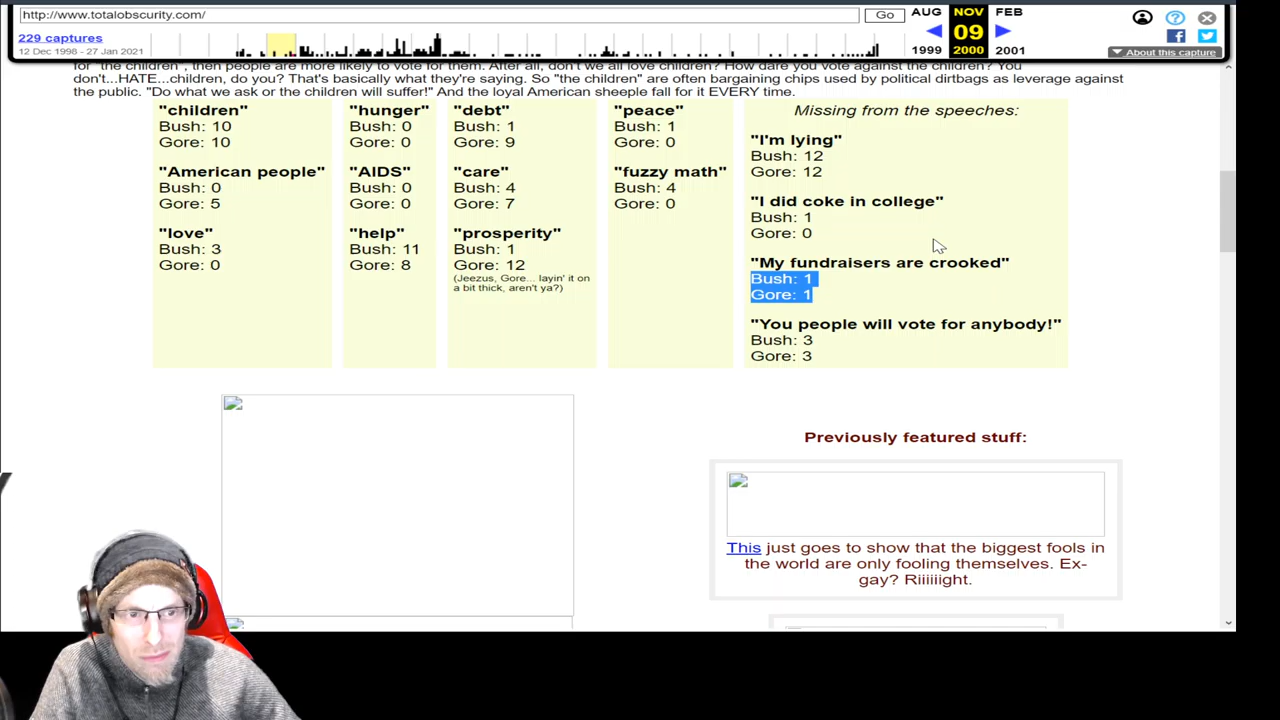 http://www.totalobscurity.com/
Go
AUG NOV FEB
229 captures
09
12 Dec 1998 - 27 Jan 2021
1999 2000 2001
About this capture
for "the children", then people are more likely to vote for them. After all, don't we all love children? How dare you vote against the children? You
don't...HATE...children, do you? That's basically what they're saying. So "the children" are often bargaining chips used by political dirtbags as leverage against
the public. "Do what we ask or the children will suffer!" And the loyal American sheeple fall for it EVERY time.
"children"
Bush: 10
Gore: 10
"American people"
Bush: 0
Gore: 5
"love"
Bush: 3
Gore: 0
"hunger"
Bush: 0
Gore: 0
"AIDS"
Bush: 0
Gore: 0
"help"
Bush: 11
Gore: 8
"debt"
Bush: 1
Gore: 9
"care"
Bush: 4
Gore: 7
"prosperity"
Bush: 1
Gore: 12
(Jeezus, Gore... layin' it on
a bit thick, aren't ya?)
"peace"
Bush: 1
Gore: 0
"fuzzy math"
Bush: 4
Gore: 0
Missing from the speeches:
"I'm lying"
Bush: 12
Gore: 12
"I did coke in college"
Bush: 1
Gore: 0
"My fundraisers are crooked"
Bush: 1
Gore: 1
"You people will vote for anybody!"
Bush: 3
Gore: 3
Previously featured stuff:
This just goes to show that the biggest fools in
the world are only fooling themselves. Ex-
gay? Riiiiiight.